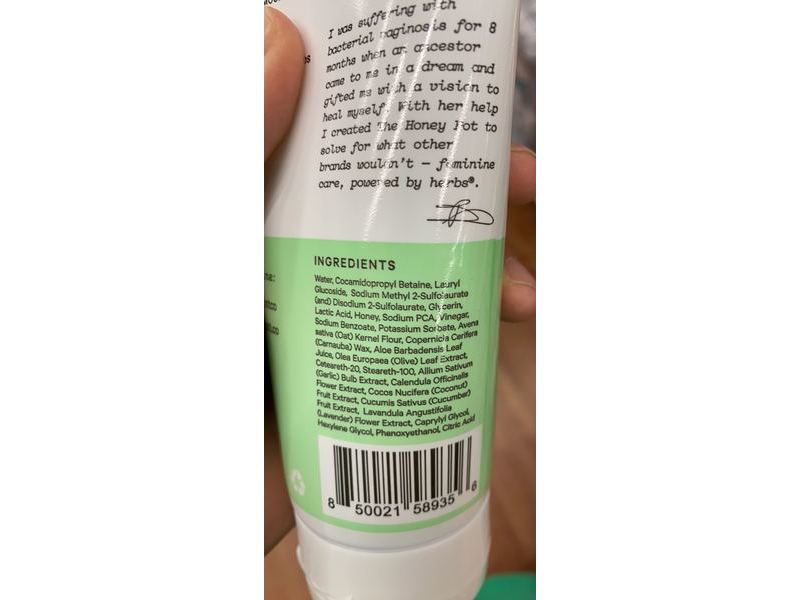 I was suffering with
bacterial vaginosis for 8
months when an ancestor
came to me in a dream and
gifted me with a vision to
heal myself. With her help
I created The Honey Pot to
solve for what other
brands wouldn't — feminine
care, powered by herbs®.
INGREDIENTS
Water, Cocamidopropyl Betaine, Lauryl
Glucoside, Sodium Methyl 2-Sulfolaurate
(and) Disodium 2-Sulfolaurate, Glycerin,
Lactic Acid, Honey, Sodium PCA, Vinegar,
Sodium Benzoate, Potassium Sorbate, Avena
sativa (Oat) Kernel Flour, Copernicia Cerifera
(Carnauba) Wax, Aloe Barbadensis Leaf
Juice, Olea Europaea (Olive) Leaf Extract,
Ceteareth-20, Steareth-100, Allium Sativum
(Garlic) Bulb Extract, Calendula Officinalis
Flower Extract, Cocos Nucifera (Coconut)
Fruit Extract, Cucumis Sativus (Cucumber)
Fruit Extract, Lavandula Angustifolia
(Lavender) Flower Extract, Caprylyl Glycol,
Hexylene Glycol, Phenoxyethanol, Citric Acid
8 50021 58935 6